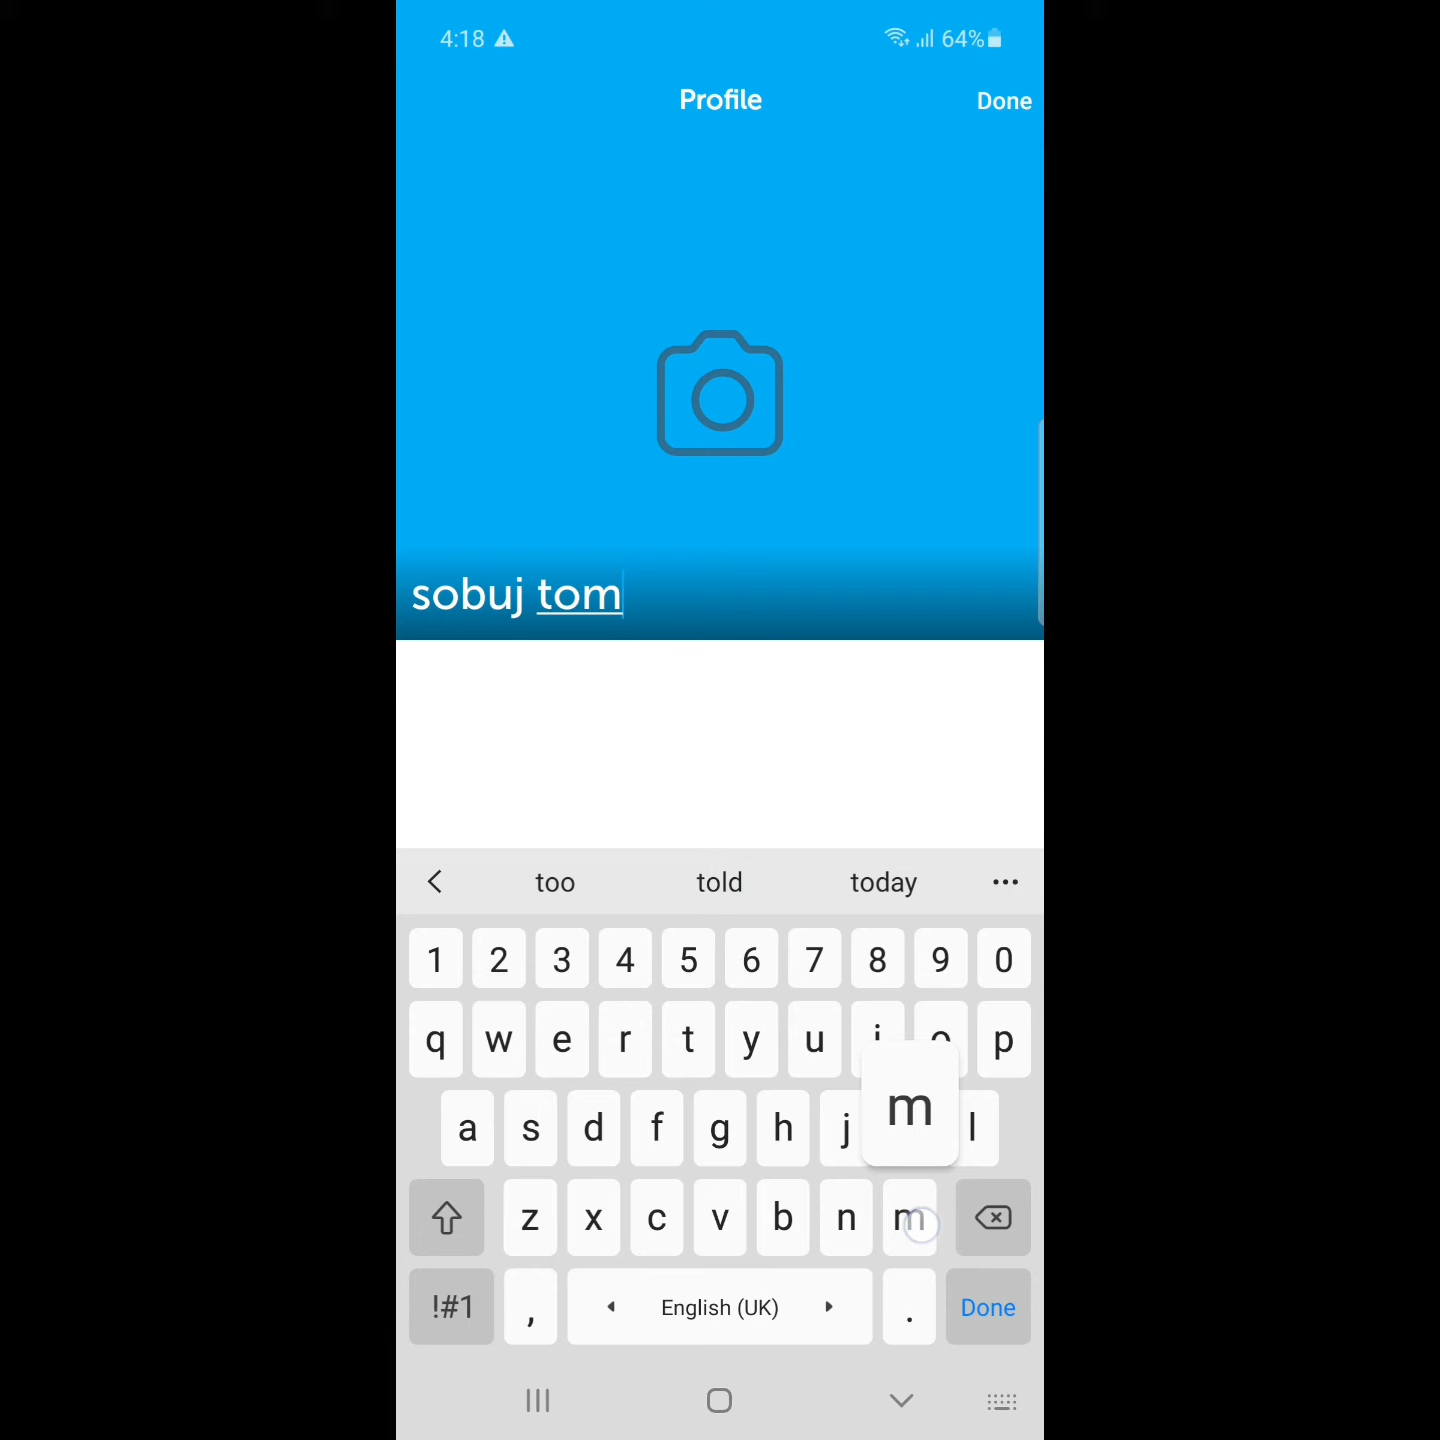 4:18 64%
Profile Done
sobuj tom
too told today
1 2 3 4 5 6 7 8 9 0
q w e r t y u i o p
m
a s d f g h j l
z x c v b n m
!#1 , English (UK) . Done